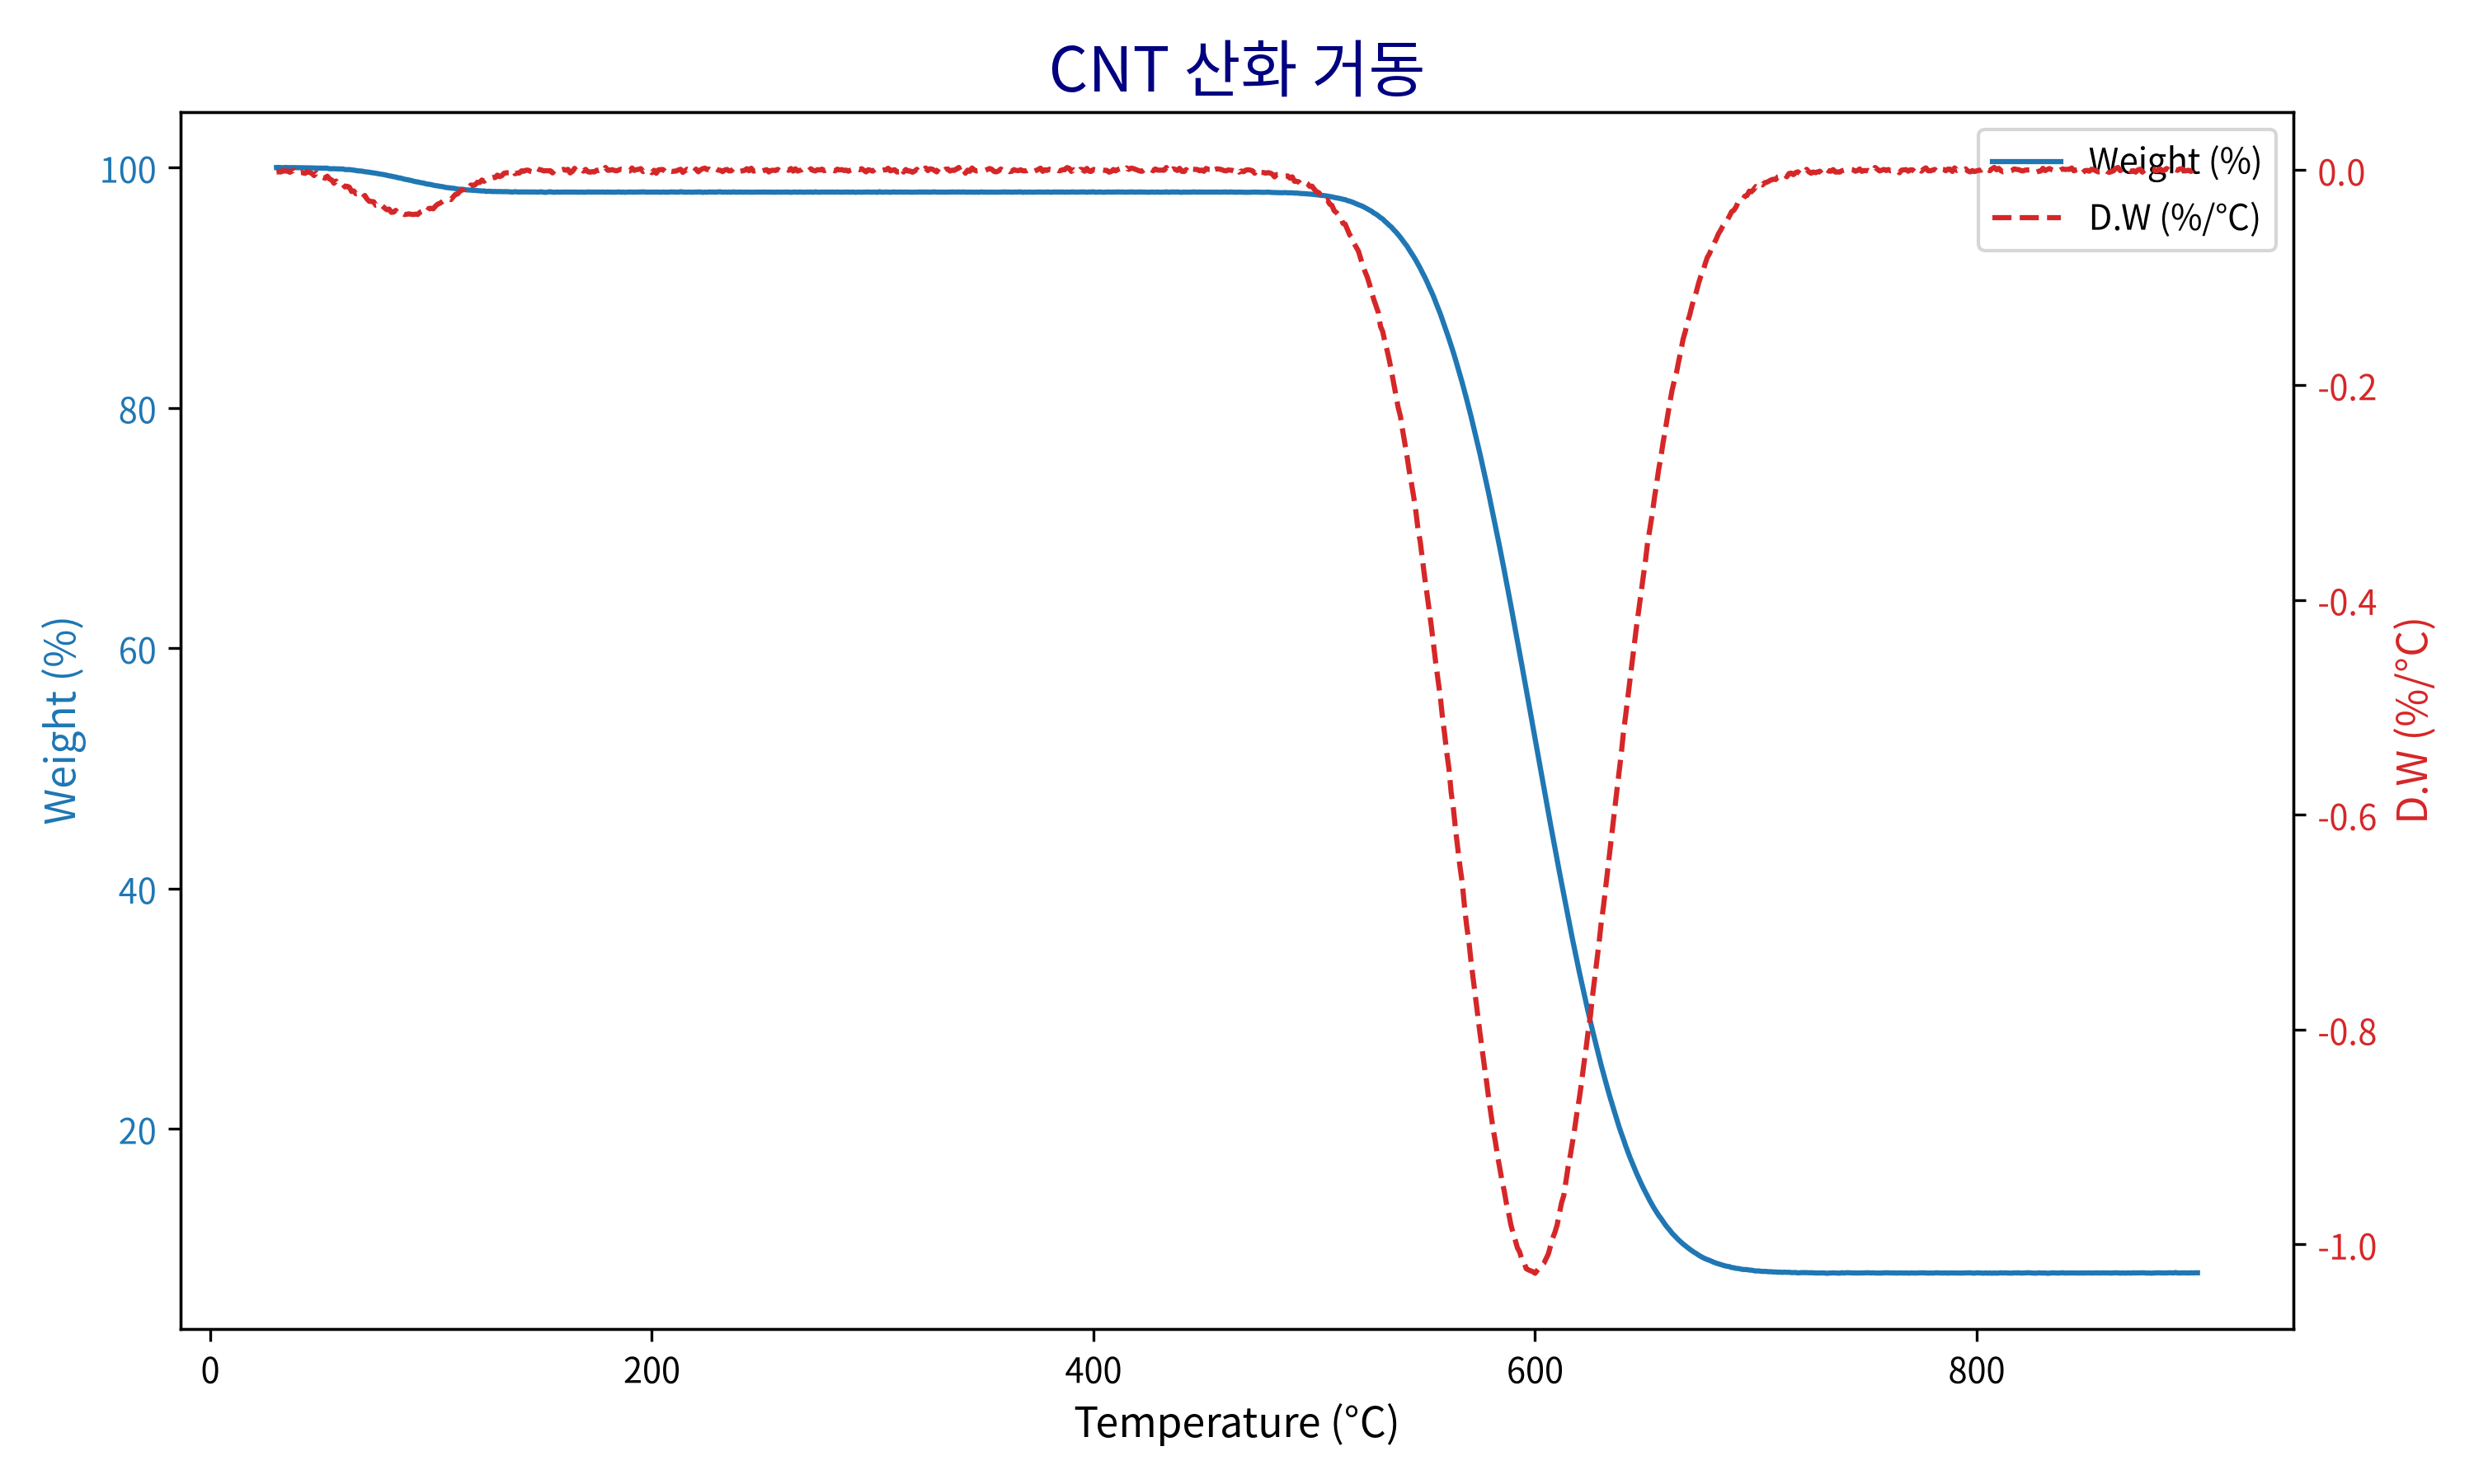 CNT 산화 거동
Weight (%)
D.W (%/°C)
100
80
60
40
20
Weight (%)
0.0
-0.2
-0.4
-0.6
-0.8
-1.0
D.W (%/°C)
0 200 400 600 800
Temperature (°C)